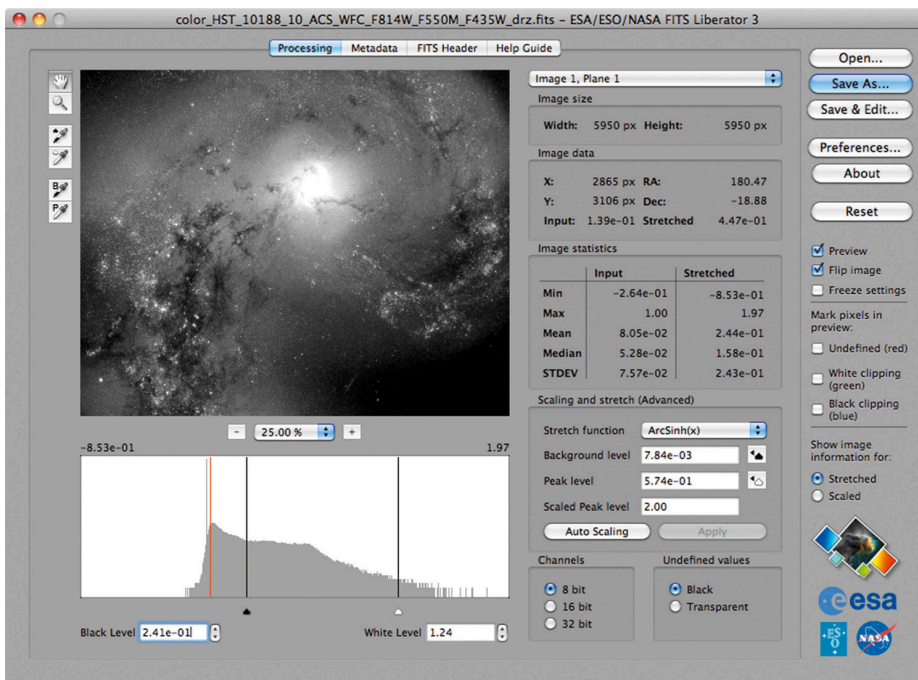 color_HST_10188_10_ACS_WFC_F814W_F550M_F435W_drz.fits – ESA/ESO/NASA FITS Liberator 3
Processing Metadata FITS Header Help Guide
Image 1, Plane 1
Image size
Width: 5950 px Height: 5950 px
Image data
X: 2865 px RA: 180.47
Y: 3106 px Dec: -18.88
Input: 1.39e-01 Stretched 4.47e-01
Image statistics
Input Stretched
Min -2.64e-01 -8.53e-01
Max 1.00 1.97
Mean 8.05e-02 2.44e-01
Median 5.28e-02 1.58e-01
STDEV 7.57e-02 2.43e-01
Scaling and stretch (Advanced)
Stretch function ArcSinh(x)
Background level 7.84e-03
Peak level 5.74e-01
Scaled Peak level 2.00
Auto Scaling Apply
Channels
8 bit
16 bit
32 bit
Undefined values
Black
Transparent
B
P
- 25.00 % +
-8.53e-01 1.97
Black Level 2.41e-01 White Level 1.24
Open...
Save As...
Save & Edit...
Preferences...
About
Reset
Preview
Flip image
Freeze settings
Mark pixels in
preview:
Undefined (red)
White clipping
(green)
Black clipping
(blue)
Show image
information for:
Stretched
Scaled
esa
ES
O
NASA